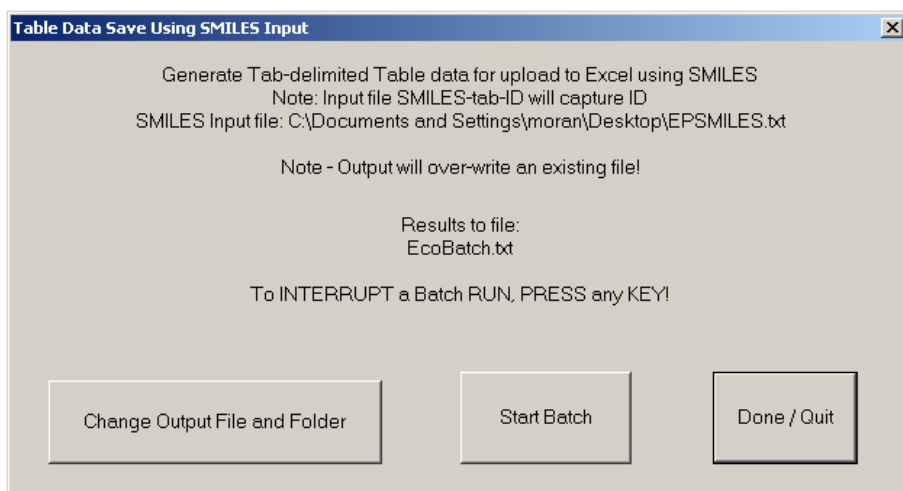 Table Data Save Using SMILES Input
Generate Tab-delimited Table data for upload to Excel using SMILES
Note: Input file SMILES-tab-ID will capture ID
SMILES Input file: C:\Documents and Settings\moran\Desktop\EPSMILES.txt
Note - Output will over-write an existing file!
Results to file:
EcoBatch.txt
To INTERRUPT a Batch RUN, PRESS any KEY!
Change Output File and Folder
Start Batch
Done / Quit